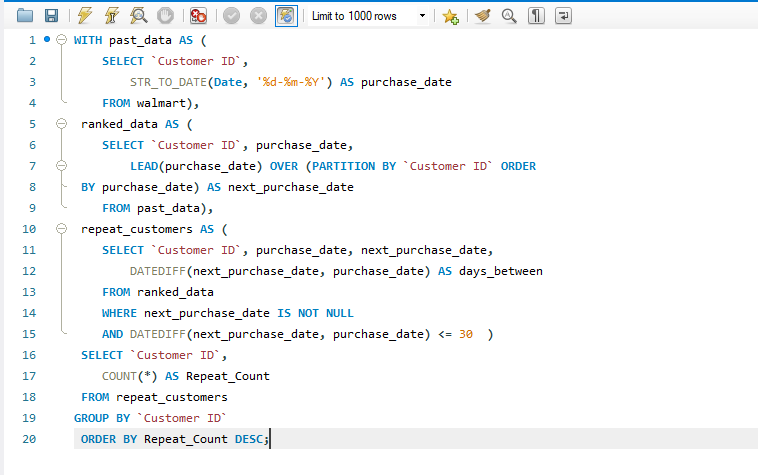 Limit to 1000 rows
1 WITH past_data AS (
2 SELECT `Customer ID`,
3 STR_TO_DATE(Date, '%d-%m-%Y') AS purchase_date
4 FROM walmart),
5 ranked_data AS (
6 SELECT `Customer ID`, purchase_date,
7 LEAD(purchase_date) OVER (PARTITION BY `Customer ID` ORDER
8 BY purchase_date) AS next_purchase_date
9 FROM past_data),
10 repeat_customers AS (
11 SELECT `Customer ID`, purchase_date, next_purchase_date,
12 DATEDIFF(next_purchase_date, purchase_date) AS days_between
13 FROM ranked_data
14 WHERE next_purchase_date IS NOT NULL
15 AND DATEDIFF(next_purchase_date, purchase_date) <= 30  )
16 SELECT `Customer ID`,
17 COUNT(*) AS Repeat_Count
18 FROM repeat_customers
19 GROUP BY `Customer ID`
20 ORDER BY Repeat_Count DESC;